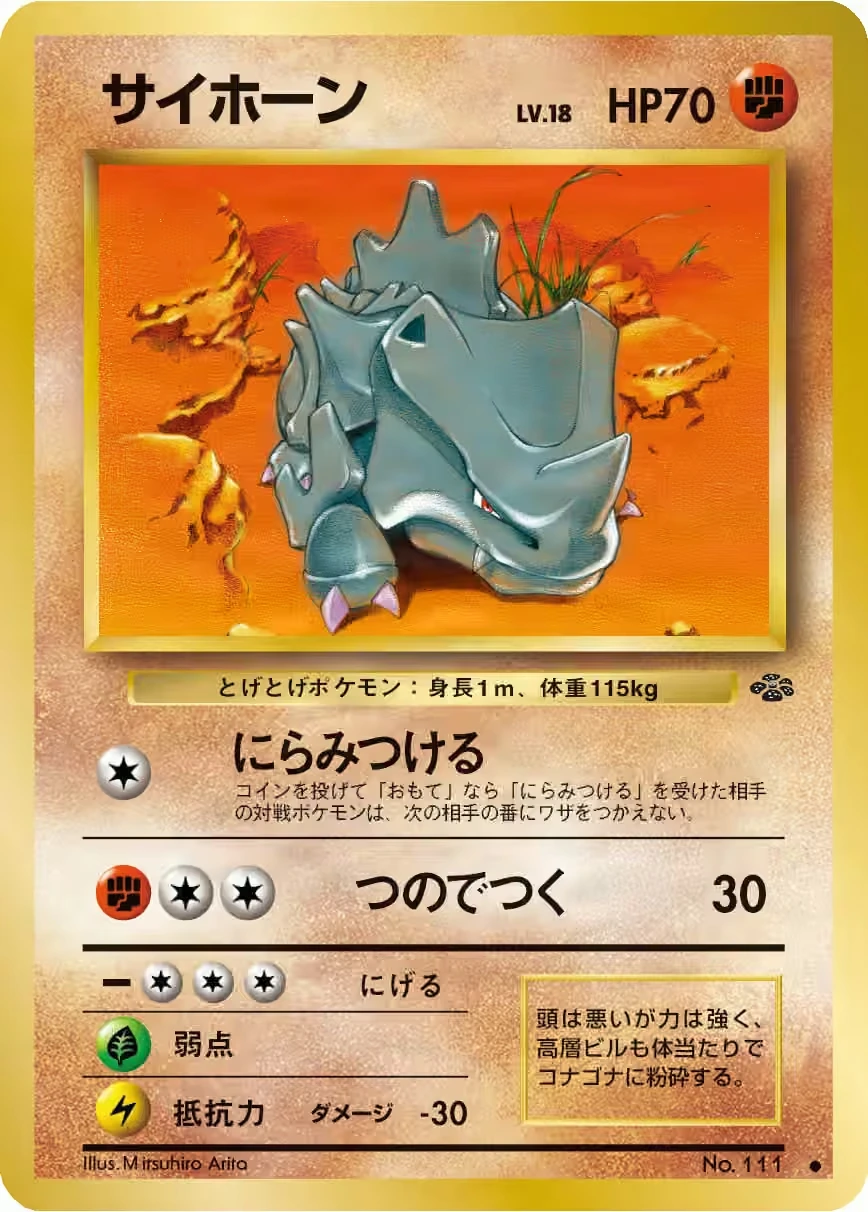 サイホーン LV.18 HP70
とげとげポケモン：身長1m、体重115kg
にらみつける
コインを投げて「おもて」なら「にらみつける」を受けた相手
の対戦ポケモンは、次の相手の番にワザをつかえない。
つのでつく 30
にげる
弱点
抵抗力 ダメージ -30
頭は悪いが力は強く、
高層ビルも体当たりで
コナゴナに粉砕する。
Illus. Mitsuhiro Arita
No. 111